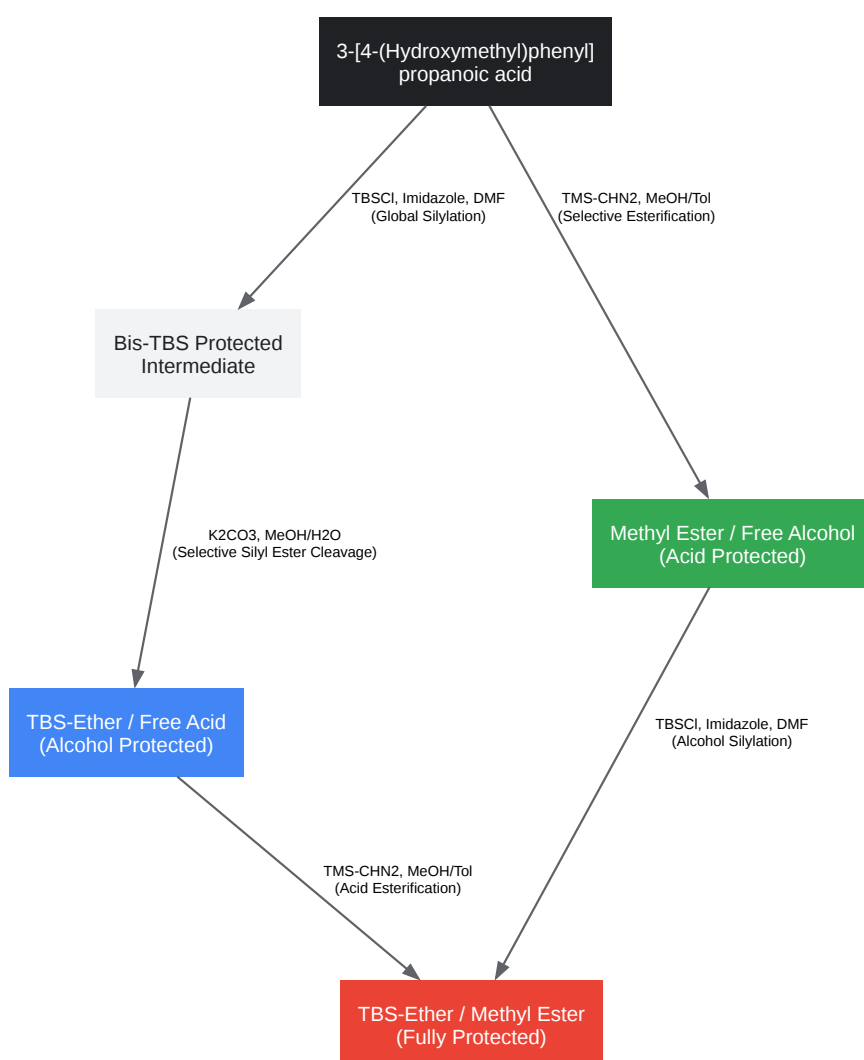 3-[4-(Hydroxymethyl)phenyl]
propanoic acid
TBSCl, Imidazole, DMF
(Global Silylation)
TMS-CHN2, MeOH/Tol
(Selective Esterification)
Bis-TBS Protected
Intermediate
K2CO3, MeOH/H2O
(Selective Silyl Ester Cleavage)
Methyl Ester / Free Alcohol
(Acid Protected)
TBS-Ether / Free Acid
(Alcohol Protected)
TBSCl, Imidazole, DMF
(Alcohol Silylation)
TMS-CHN2, MeOH/Tol
(Acid Esterification)
TBS-Ether / Methyl Ester
(Fully Protected)